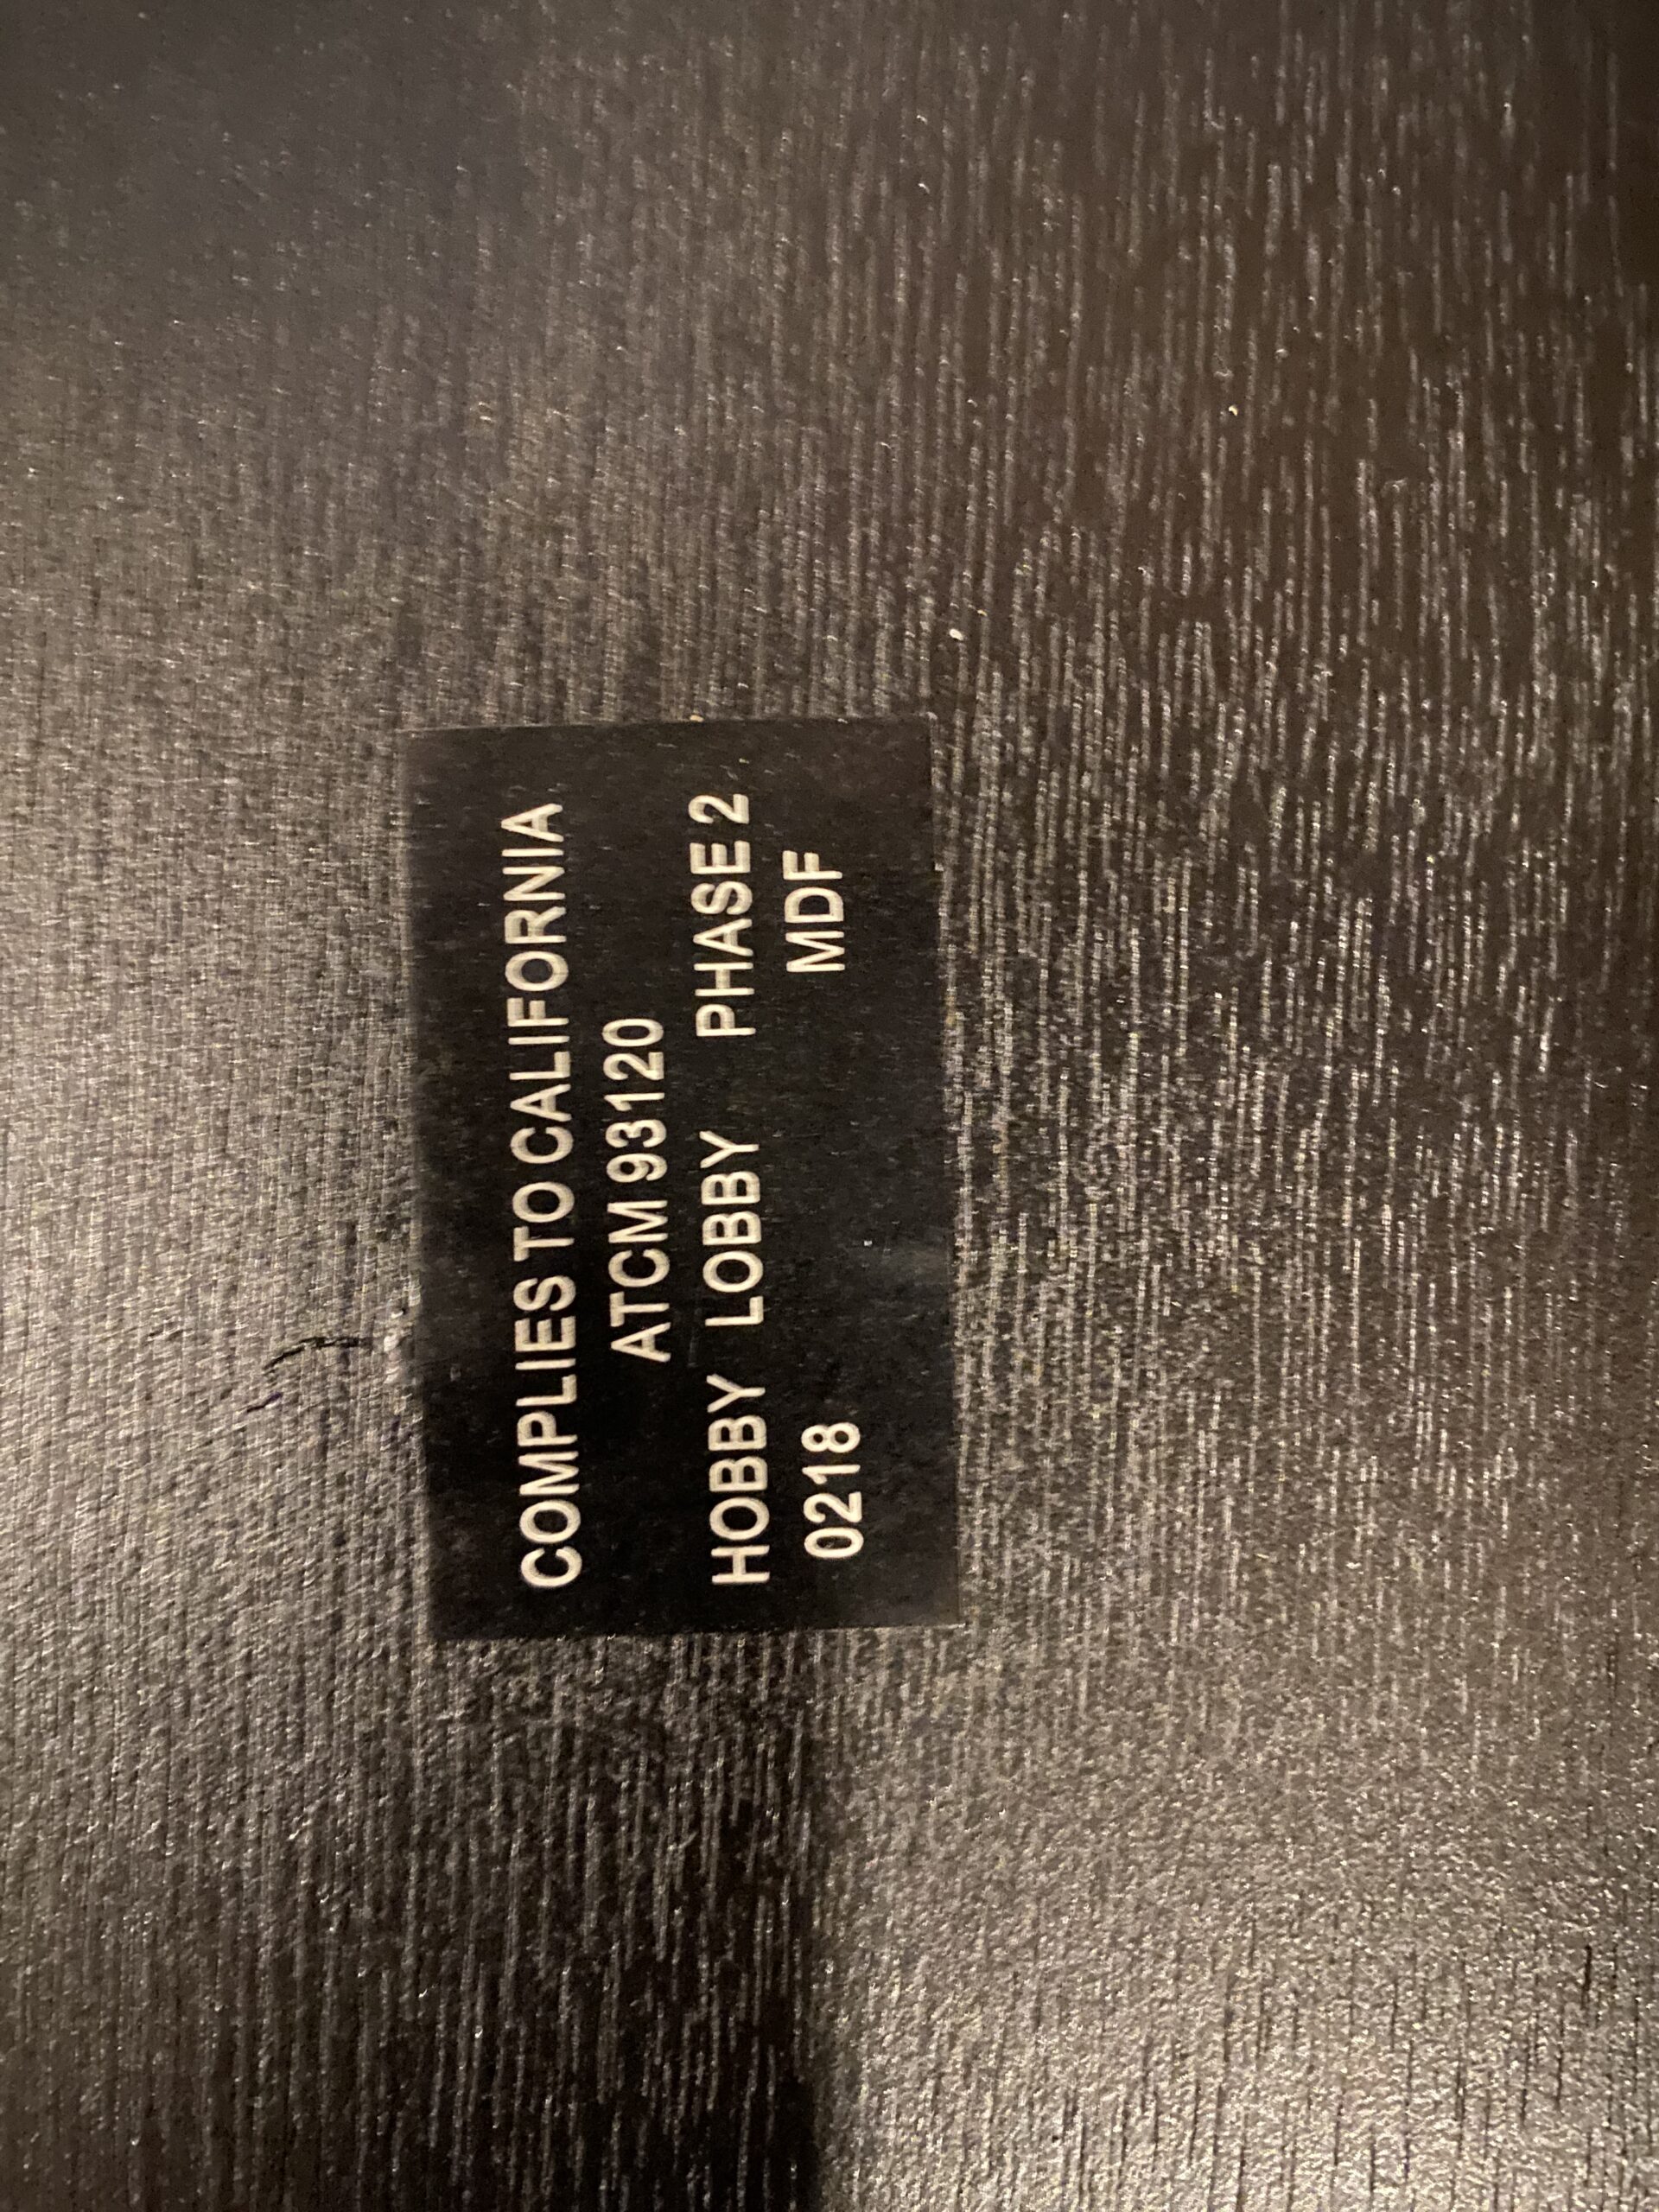 COMPLIES TO CALIFORNIA
ATCM 93120
HOBBY LOBBY PHASE 2
0218 MDF